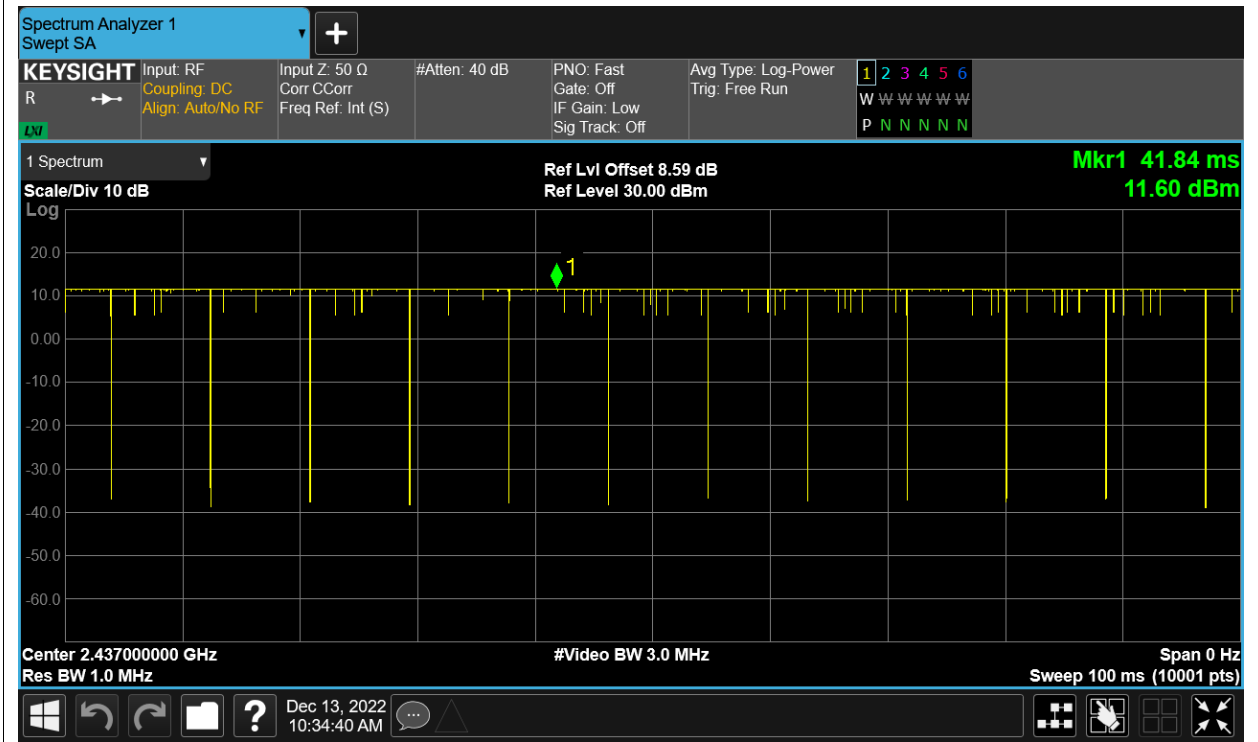 Spectrum Analyzer 1
Swept SA
KEYSIGHT
R
LXI
Input: RF
Coupling: DC
Align: Auto/No RF
Input Z: 50 Ω
Corr CCorr
Freq Ref: Int (S)
#Atten: 40 dB
PNO: Fast
Gate: Off
IF Gain: Low
Sig Track: Off
Avg Type: Log-Power
Trig: Free Run
1 2 3 4 5 6
W W W W W W
P N N N N N
1 Spectrum
Scale/Div 10 dB
Log
Ref Lvl Offset 8.59 dB
Ref Level 30.00 dBm
Mkr1 41.84 ms
11.60 dBm
1
20.0
10.0
0.00
-10.0
-20.0
-30.0
-40.0
-50.0
-60.0
Center 2.437000000 GHz
#Video BW 3.0 MHz
Span 0 Hz
Res BW 1.0 MHz
Sweep 100 ms (10001 pts)
?
Dec 13, 2022
10:34:40 AM